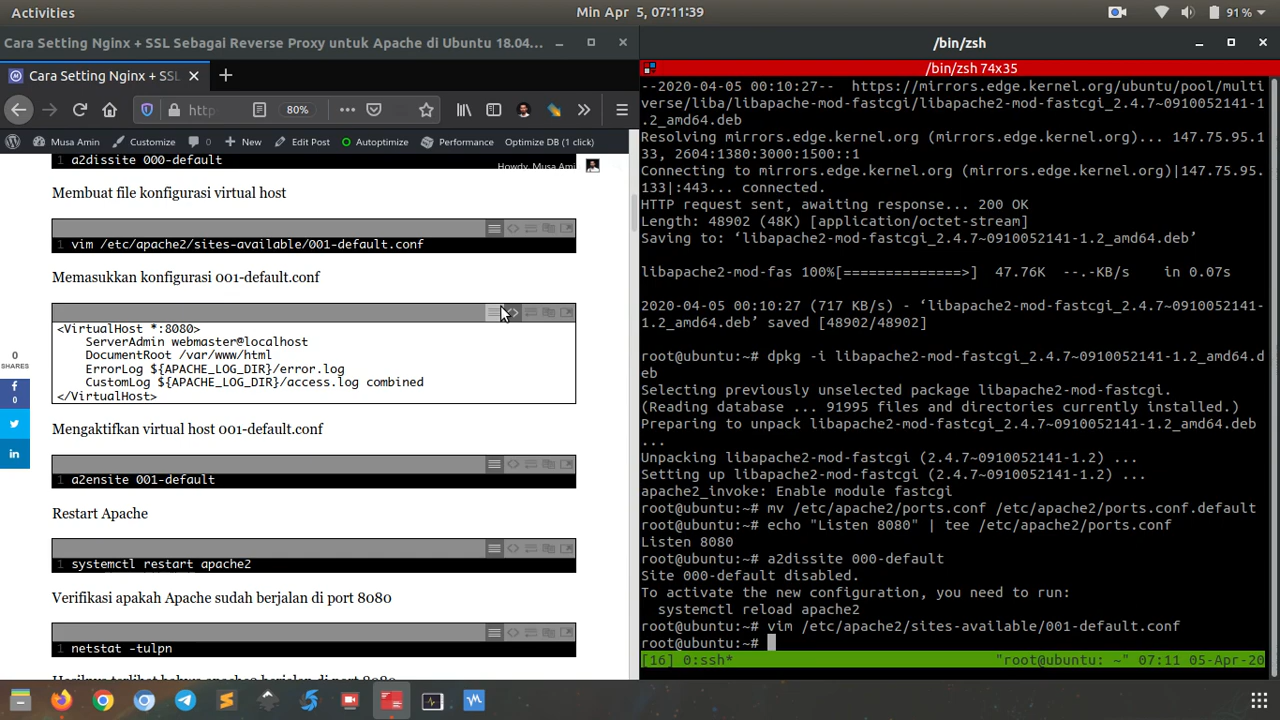 Activities
Min Apr 5, 07:11:39
91%
Cara Setting Nginx + SSL Sebagai Reverse Proxy untuk Apache di Ubuntu 18.04...
Cara Setting Nginx + SSL
http
80%
Musa Amin
Customize
0
New
Edit Post
Autoptimize
Performance
Optimize DB (1 click)
1 a2dissite 000-default
Howdy, Musa Ami
Membuat file konfigurasi virtual host
1 vim /etc/apache2/sites-available/001-default.conf
Memasukkan konfigurasi 001-default.conf
<VirtualHost *:8080>
ServerAdmin webmaster@localhost
DocumentRoot /var/www/html
ErrorLog ${APACHE_LOG_DIR}/error.log
CustomLog ${APACHE_LOG_DIR}/access.log combined
</VirtualHost>
0
SHARES
f
0
in
Mengaktifkan virtual host 001-default.conf
1 a2ensite 001-default
Restart Apache
1 systemctl restart apache2
Verifikasi apakah Apache sudah berjalan di port 8080
1 netstat -tulpn
/bin/zsh
/bin/zsh 74x35
--2020-04-05 00:10:27-- https://mirrors.edge.kernel.org/ubuntu/pool/multi
verse/liba/libapache-mod-fastcgi/libapache2-mod-fastcgi_2.4.7~0910052141-1
.2_amd64.deb
Resolving mirrors.edge.kernel.org (mirrors.edge.kernel.org)... 147.75.95.1
33, 2604:1380:3000:1500::1
Connecting to mirrors.edge.kernel.org (mirrors.edge.kernel.org)|147.75.95.
133|:443... connected.
HTTP request sent, awaiting response... 200 OK
Length: 48902 (48K) [application/octet-stream]
Saving to: ‘libapache2-mod-fastcgi_2.4.7~0910052141-1.2_amd64.deb’
libapache2-mod-fas 100%[==============>] 47.76K --.-KB/s in 0.07s
2020-04-05 00:10:27 (717 KB/s) - ‘libapache2-mod-fastcgi_2.4.7~0910052141-
1.2_amd64.deb’ saved [48902/48902]
root@ubuntu:~# dpkg -i libapache2-mod-fastcgi_2.4.7~0910052141-1.2_amd64.d
eb
Selecting previously unselected package libapache2-mod-fastcgi.
(Reading database ... 91995 files and directories currently installed.)
Preparing to unpack libapache2-mod-fastcgi_2.4.7~0910052141-1.2_amd64.deb
...
Unpacking libapache2-mod-fastcgi (2.4.7~0910052141-1.2) ...
Setting up libapache2-mod-fastcgi (2.4.7~0910052141-1.2) ...
apache2_invoke: Enable module fastcgi
root@ubuntu:~# mv /etc/apache2/ports.conf /etc/apache2/ports.conf.default
root@ubuntu:~# echo "Listen 8080" | tee /etc/apache2/ports.conf
Listen 8080
root@ubuntu:~# a2dissite 000-default
Site 000-default disabled.
To activate the new configuration, you need to run:
systemctl reload apache2
root@ubuntu:~# vim /etc/apache2/sites-available/001-default.conf
root@ubuntu:~#
[16] 0:ssh* "root@ubuntu: ~" 07:11 05-Apr-20